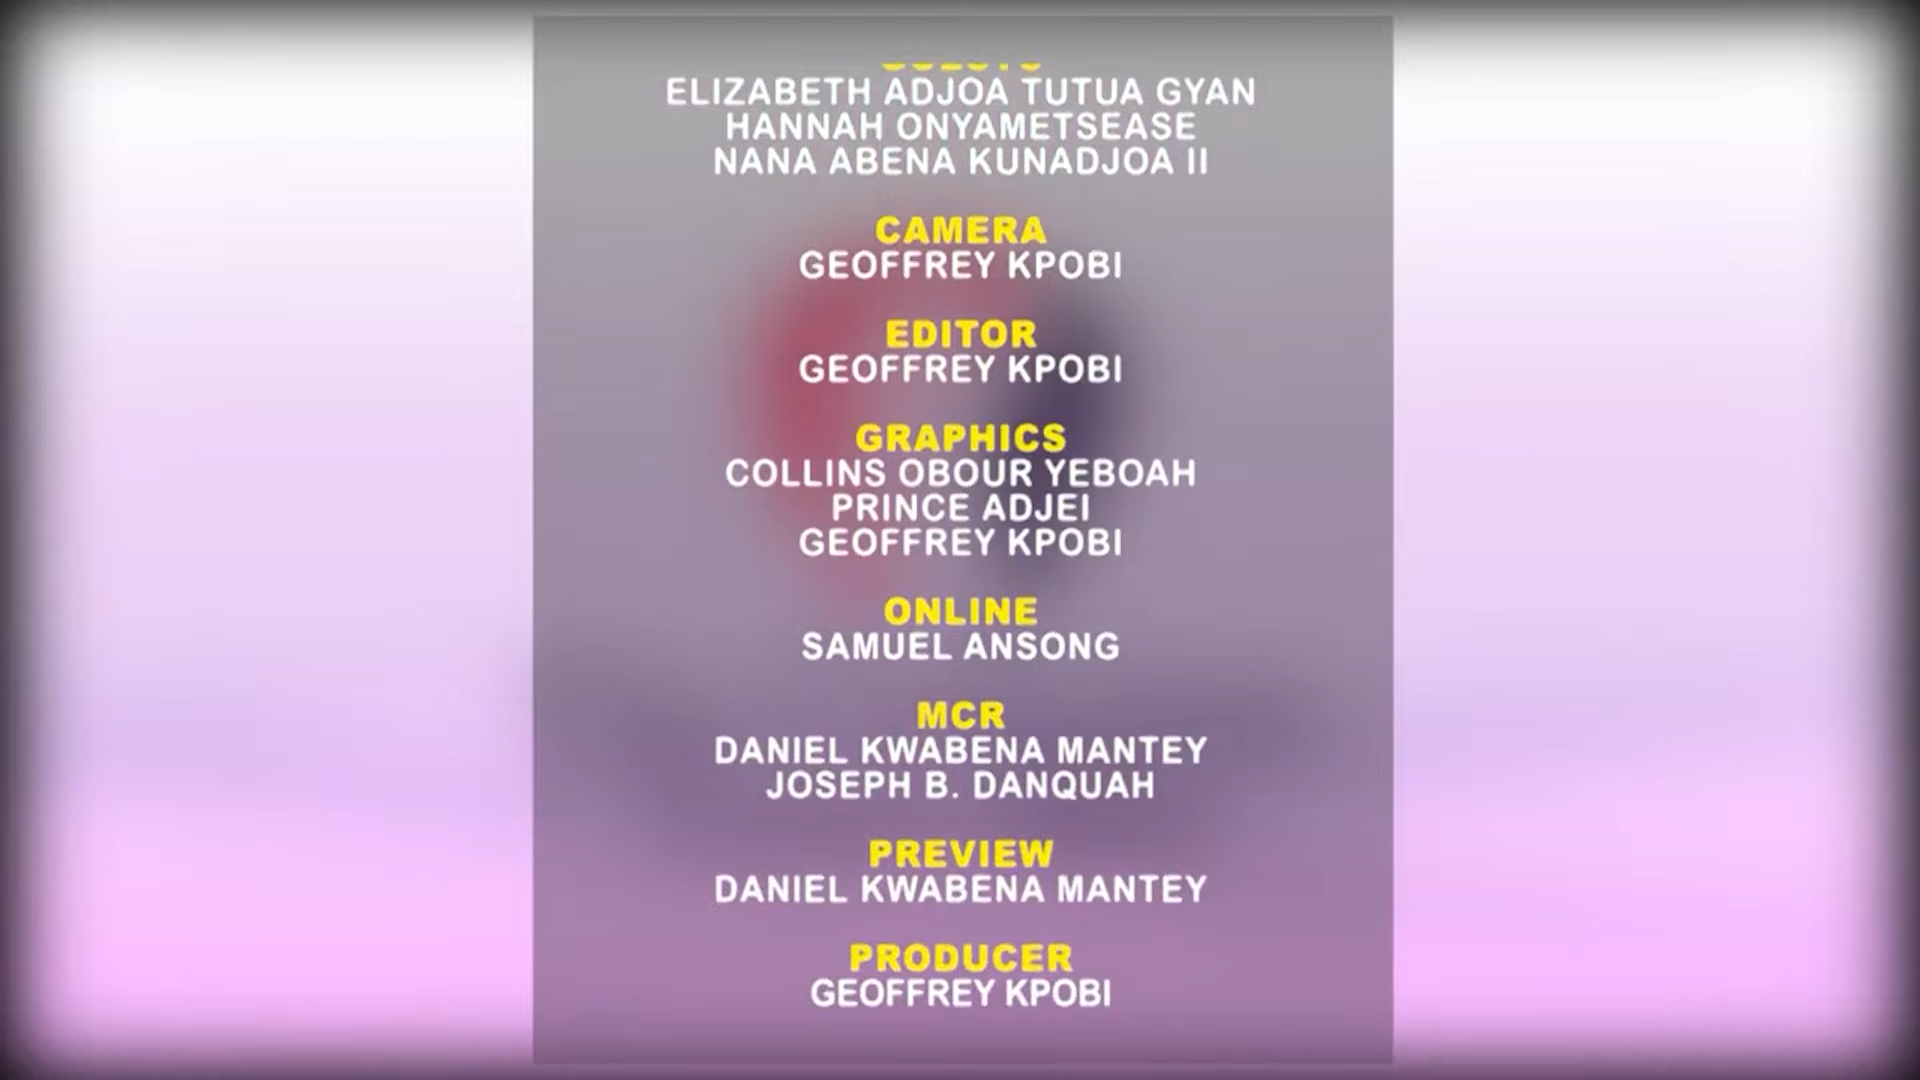 ELIZABETH ADJOA TUTUA GYAN
HANNAH ONYAMETSEASE
NANA ABENA KUNADJOA II
CAMERA
GEOFFREY KPOBI
EDITOR
GEOFFREY KPOBI
GRAPHICS
COLLINS OBOUR YEBOAH
PRINCE ADJEI
GEOFFREY KPOBI
ONLINE
SAMUEL ANSONG
MCR
DANIEL KWABENA MANTEY
JOSEPH B. DANQUAH
PREVIEW
DANIEL KWABENA MANTEY
PRODUCER
GEOFFREY KPOBI